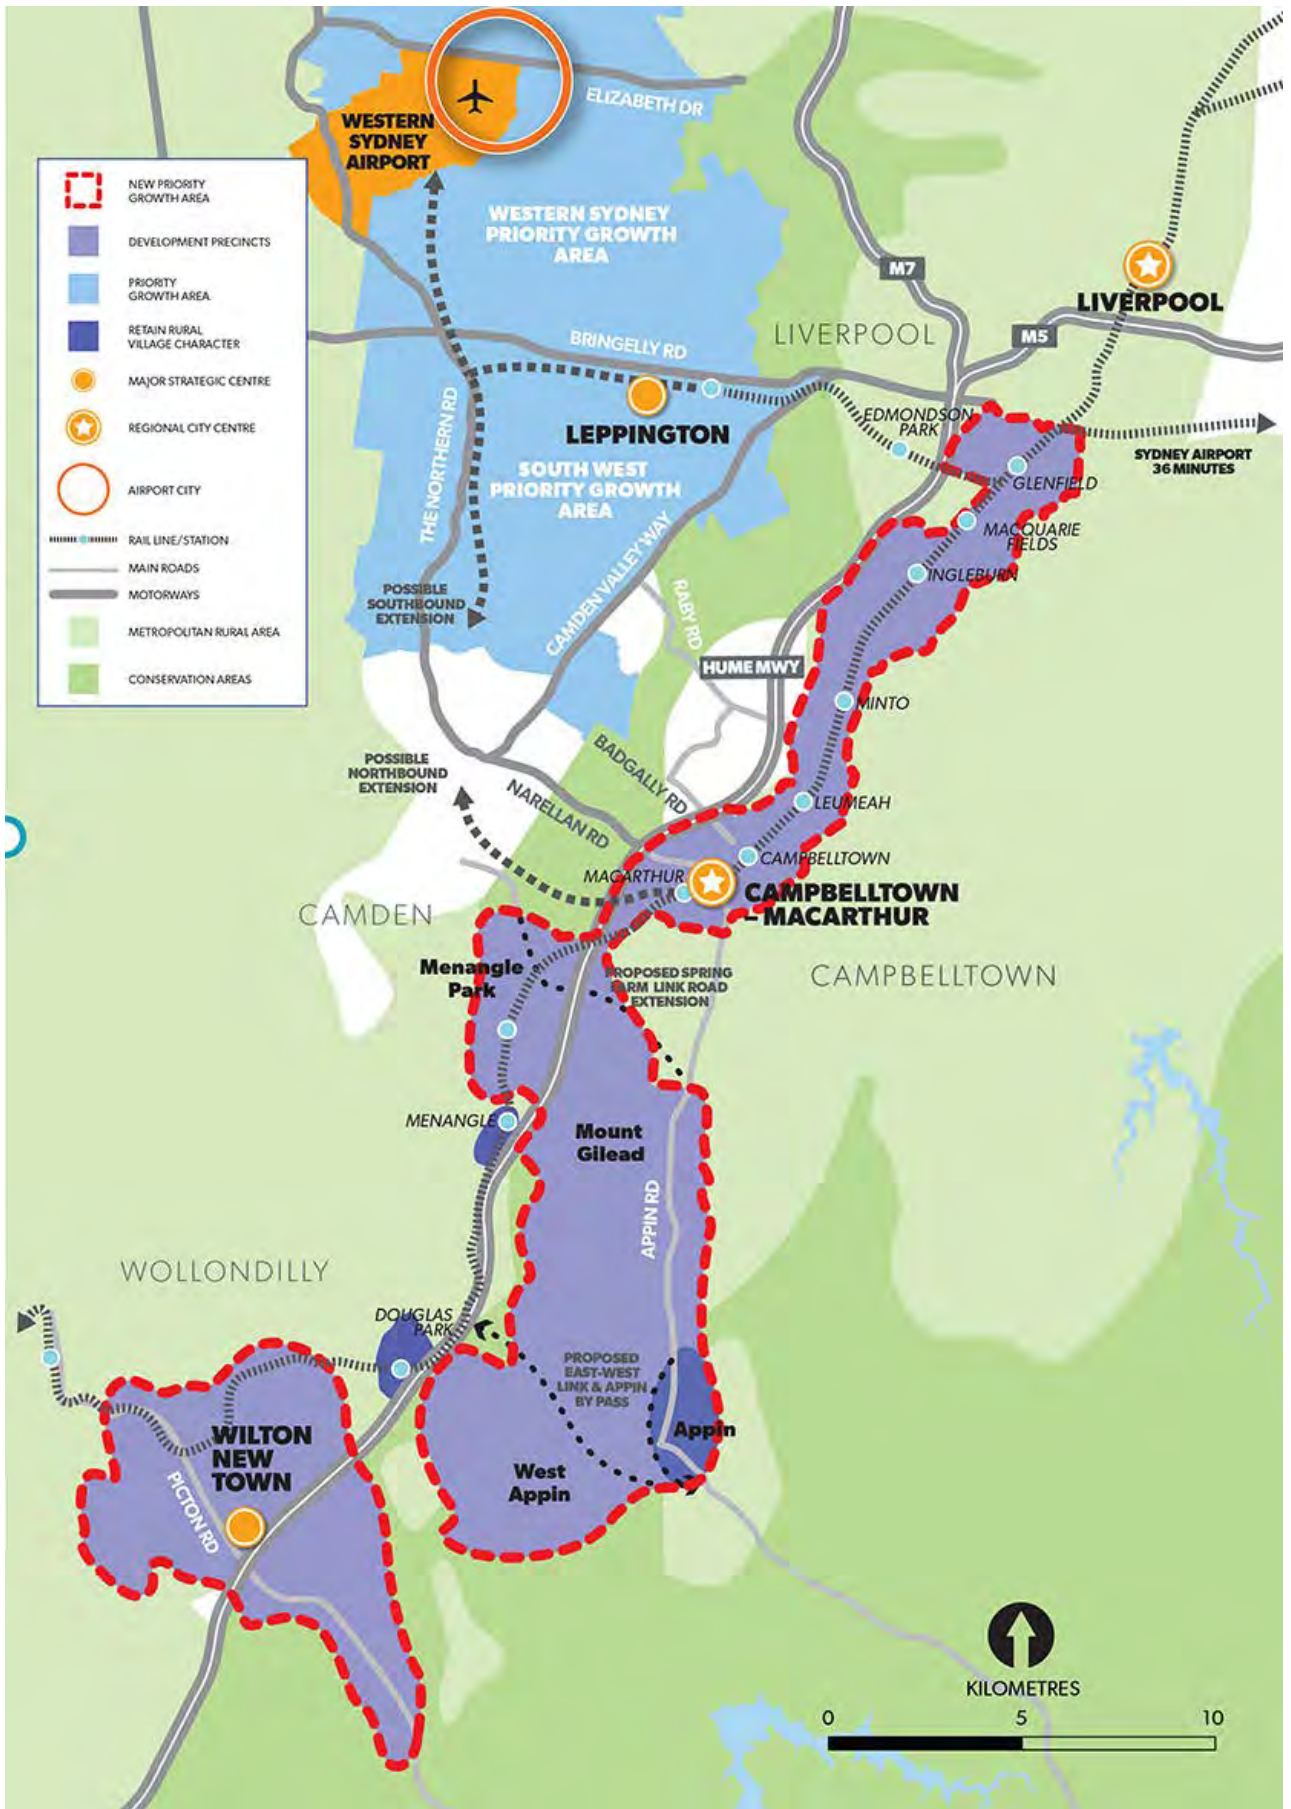 ELIZABETH DR
WESTERN
SYDNEY
AIRPORT
NEW PRIORITY
GROWTH AREA
DEVELOPMENT PRECINCTS
PRIORITY
GROWTH AREA
RETAIN RURAL
VILLAGE CHARACTER
MAJOR STRATEGIC CENTRE
REGIONAL CITY CENTRE
AIRPORT CITY
RAIL LINE/STATION
MAIN ROADS
MOTORWAYS
METROPOLITAN RURAL AREA
CONSERVATION AREAS
WESTERN SYDNEY
PRIORITY GROWTH
AREA
M7
LIVERPOOL
LIVERPOOL
M5
BRINGELLY RD
THE NORTHERN RD
LEPPINGTON
EDMONDSON
PARK
SYDNEY AIRPORT
36 MINUTES
SOUTH WEST
PRIORITY GROWTH
AREA
GLENFIELD
MACQUARIE
FIELDS
INGLEBURN
CAMDEN VALLEY WAY
POSSIBLE
SOUTHBOUND
EXTENSION
RABY RD
HUME MWY
MINTO
BADGALLY RD
POSSIBLE
NORTHBOUND
EXTENSION
NARELLAN RD
LEUMEAH
CAMPBELLTOWN
MACARTHUR
CAMPBELLTOWN
– MACARTHUR
CAMDEN
Menangle
Park
PROPOSED SPRING
FARM LINK ROAD
EXTENSION
CAMPBELLTOWN
MENANGLE
Mount
Gilead
APPIN RD
WOLLONDILLY
DOUGLAS
PARK
PROPOSED
EAST-WEST
LINK & APPIN
BY PASS
Appin
WILTON
NEW
TOWN
West
Appin
PICTON RD
KILOMETRES
0 5 10